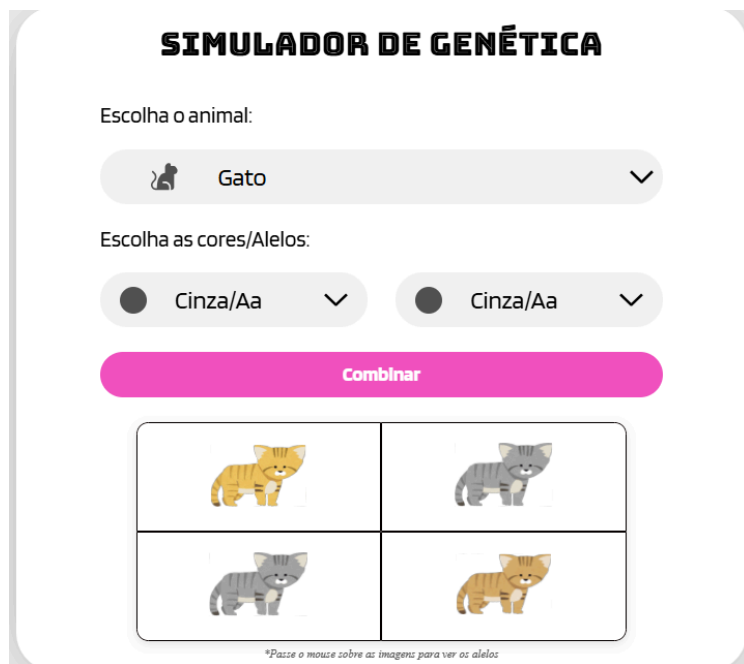 SIMULADOR DE GENÉTICA
Escolha o animal:
Gato
Escolha as cores/Alelos:
Cinza/Aa Cinza/Aa
Combinar
*Passe o mouse sobre as imagens para ver os alelos